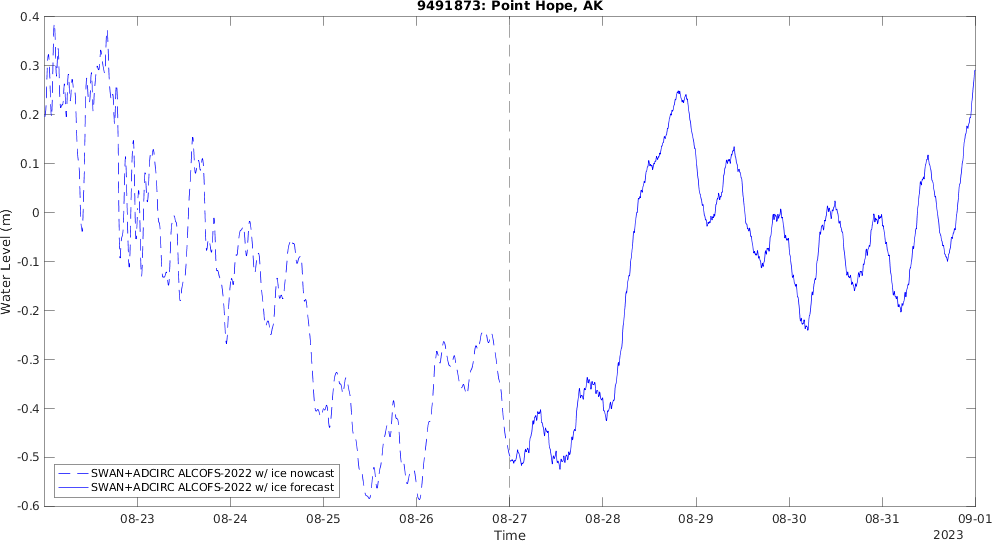 9491873: Point Hope, AK
0.4
0.3
0.2
0.1
0
-0.1
-0.2
-0.3
-0.4
-0.5
-0.6
Water Level (m)
SWAN+ADCIRC ALCOFS-2022 w/ ice nowcast
SWAN+ADCIRC ALCOFS-2022 w/ ice forecast
08-23 08-24 08-25 08-26 08-27 08-28 08-29 08-30 08-31 09-01
Time
2023